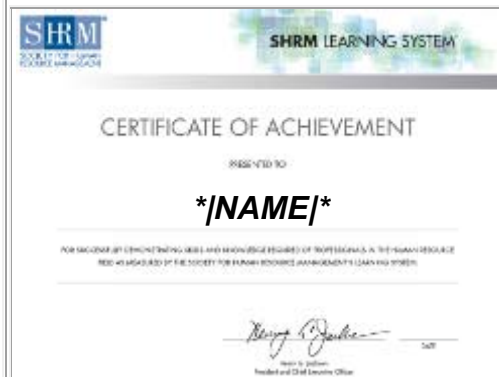 SHRM
SOCIETY FOR HUMAN
RESOURCE MANAGEMENT
SHRM LEARNING SYSTEM
CERTIFICATE OF ACHIEVEMENT
PRESENTED TO
*|NAME|*
FOR SUCCESSFULLY DEMONSTRATING SKILLS AND KNOWLEDGE REQUIRED OF PROFESSIONALS IN THE HUMAN RESOURCE
FIELD AS MEASURED BY THE SOCIETY FOR HUMAN RESOURCE MANAGEMENT'S LEARNING SYSTEM.
DATE
President and Chief Executive Officer